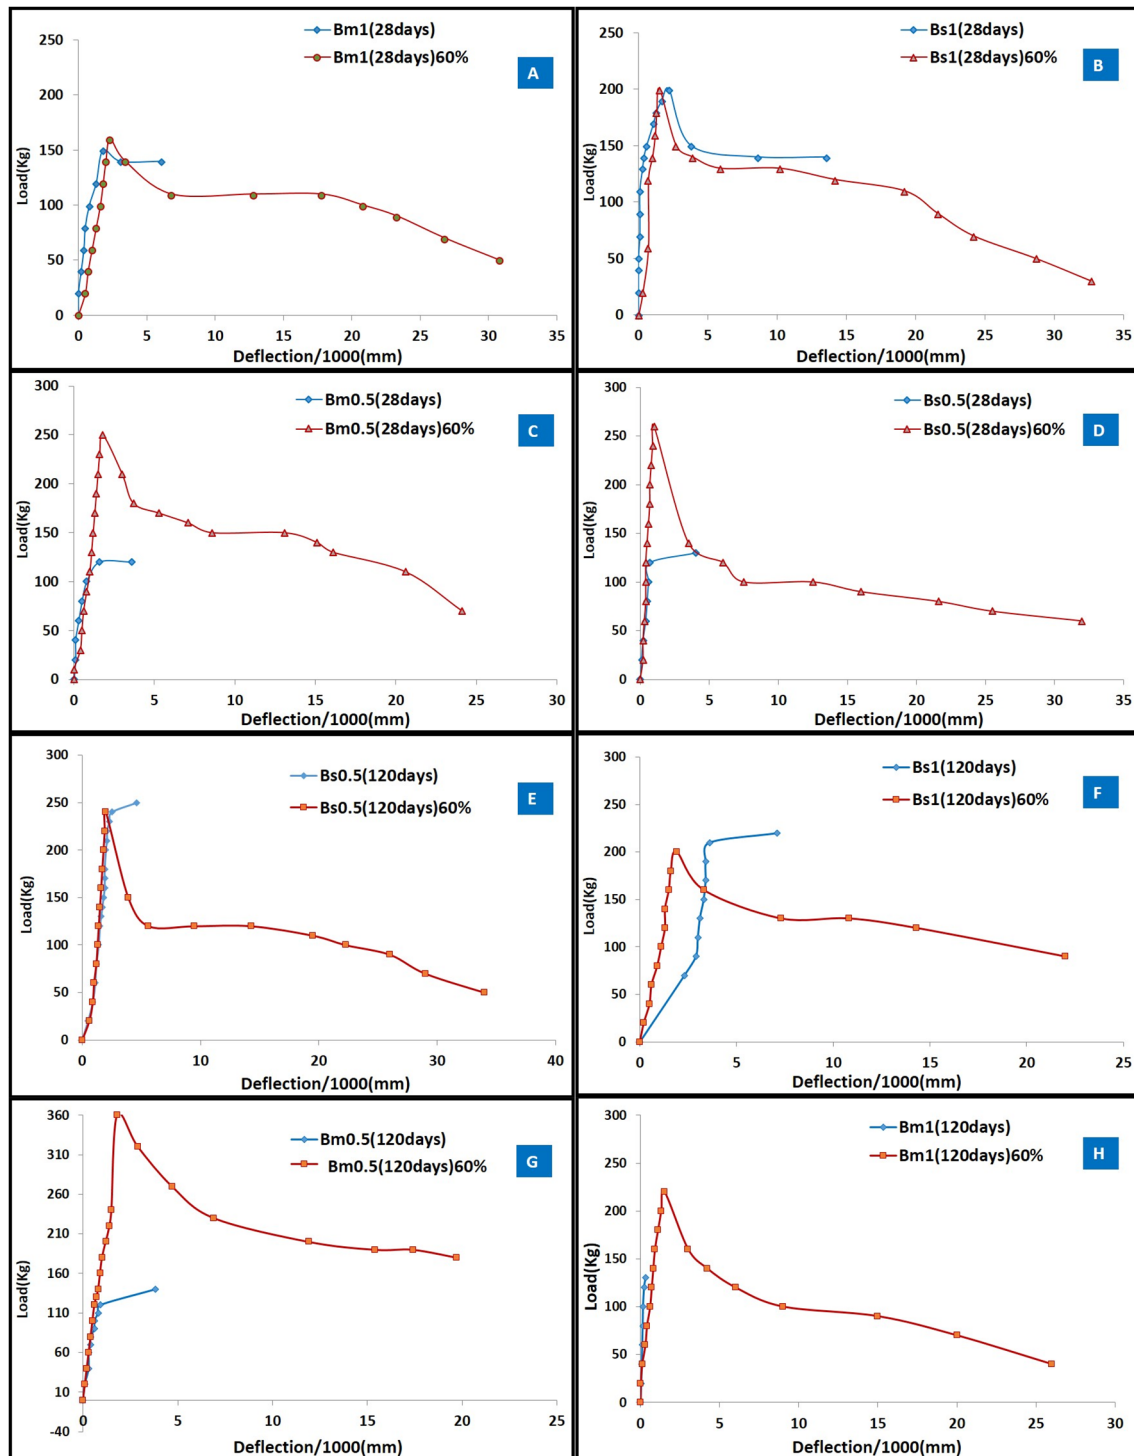 Bm1(28days)
Bm1(28days)60%
A
Load(Kg)
250
200
150
100
50
0
0 5 10 15 20 25 30 35
Deflection/1000(mm)
Bs1(28days)
Bs1(28days)60%
B
Load(Kg)
250
200
150
100
50
0
0 5 10 15 20 25 30 35
Deflection/1000(mm)
Bm0.5(28days)
Bm0.5(28days)60%
C
Load(Kg)
300
250
200
150
100
50
0
0 5 10 15 20 25 30
Deflection/1000(mm)
Bs0.5(28days)
Bs0.5(28days)60%
D
Load(Kg)
300
250
200
150
100
50
0
0 5 10 15 20 25 30 35
Deflection/1000(mm)
Bs0.5(120days)
Bs0.5(120days)60%
E
Load(Kg)
300
250
200
150
100
50
0
0 10 20 30 40
Deflection/1000(mm)
Bs1(120days)
Bs1(120days)60%
F
Load(Kg)
300
250
200
150
100
50
0
0 5 10 15 20 25
Deflection/1000(mm)
Bm0.5(120days)
Bm0.5(120days)60%
G
Load(Kg)
360
310
260
210
160
110
60
10
-40
0 5 10 15 20 25
Deflection/1000(mm)
Bm1(120days)
Bm1(120days)60%
H
Load(Kg)
300
250
200
150
100
50
0
0 5 10 15 20 25 30
Deflection/1000(mm)